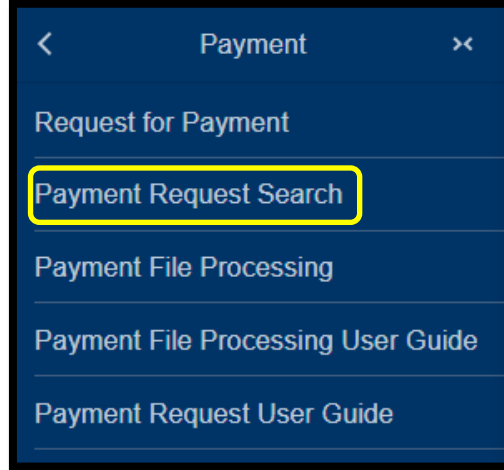 Payment
Request for Payment
Payment Request Search
Payment File Processing
Payment File Processing User Guide
Payment Request User Guide